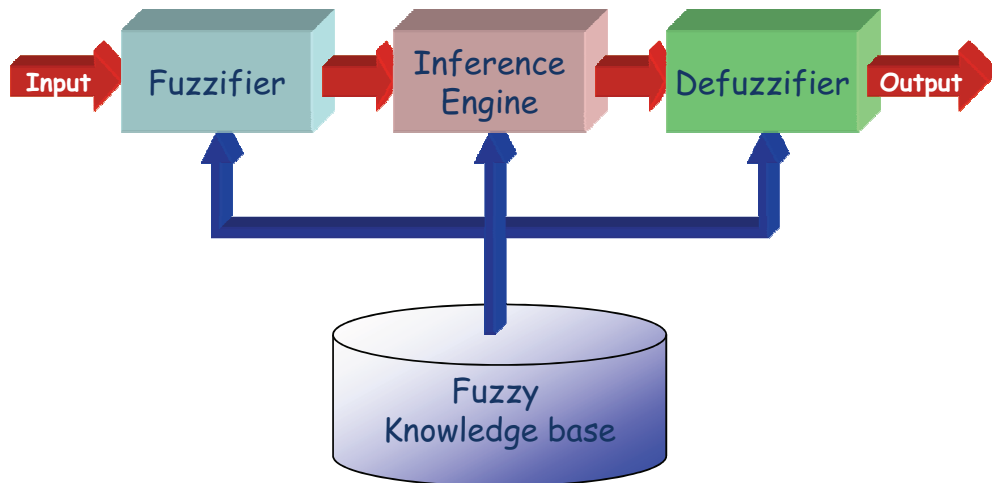 Input
Fuzzifier
Inference
Engine
Defuzzifier
Output
Fuzzy
Knowledge base